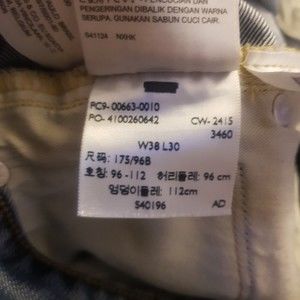 PENGERINGAN DIBALIK DENGAN WARNA
SERUPA. GUNAKAN SABUN CUCI CAIR.
S41124 NXHK
PC9-00663-0010
PO- 4100260642 CW- 2415
3460
W38 L30
尺码: 175/96B
호칭: 96 -112 허리둘레: 96 cm
엉덩이둘레: 112cm
540196 AD